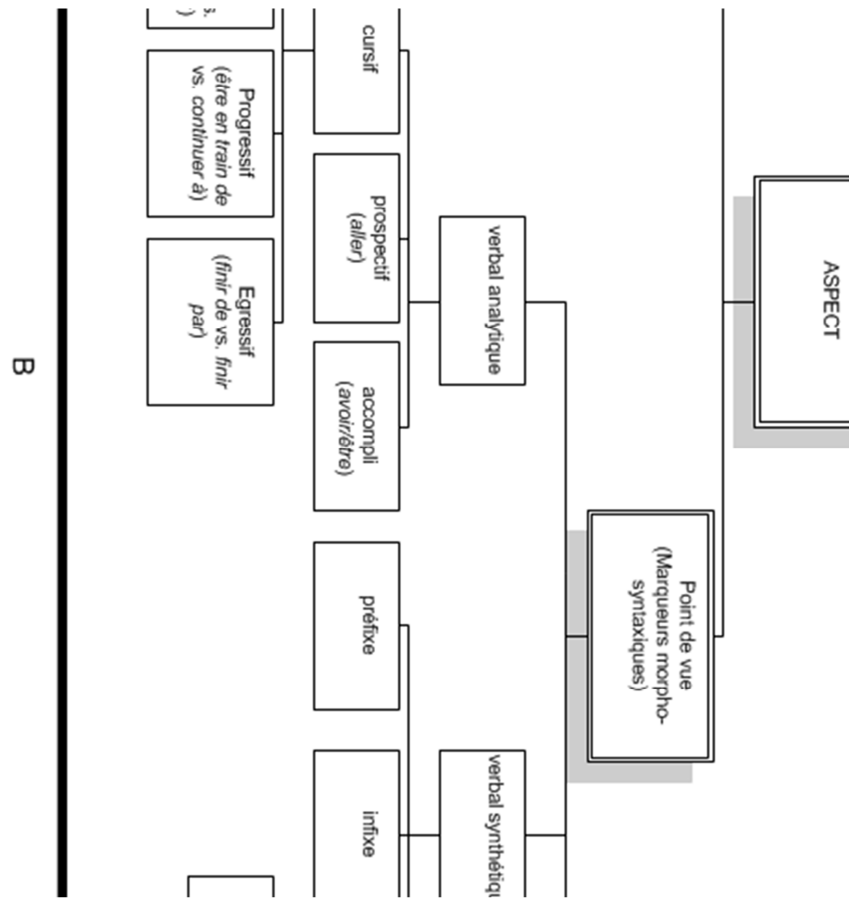 ASPECT
Point de vue
(Marqueurs morpho-
syntaxiques)
verbal analytique
verbal synthétiqu
cursif
prospectif
(aller)
accompli
(avoir/être)
préfixe
infixe
s.
)
Progressif
(être en train de
vs. continuer à)
Egressif
(finir de vs. finir
par)
B